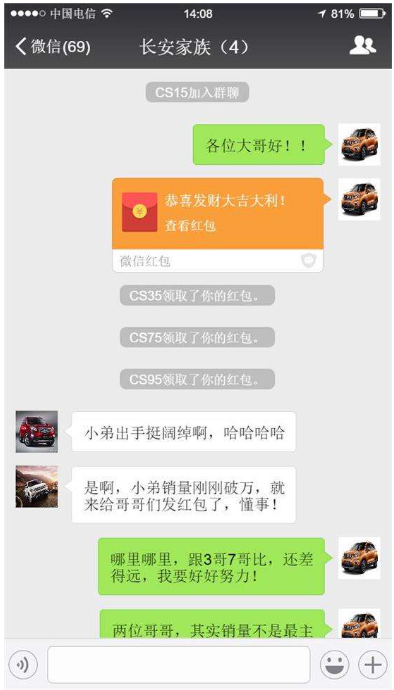 中国电信 14:08 81%
微信(69) 长安家族（4）
CS15加入群聊
各位大哥好！！
恭喜发财大吉大利！
查看红包
微信红包
CS35领取了你的红包。
CS75领取了你的红包。
CS95领取了你的红包。
小弟出手挺阔绰啊，哈哈哈哈
是啊，小弟销量刚刚破万，就
来给哥哥们发红包了，懂事！
哪里哪里，跟3哥7哥比，还差
得远，我要好好努力！
两位哥哥，其实销量不是最主